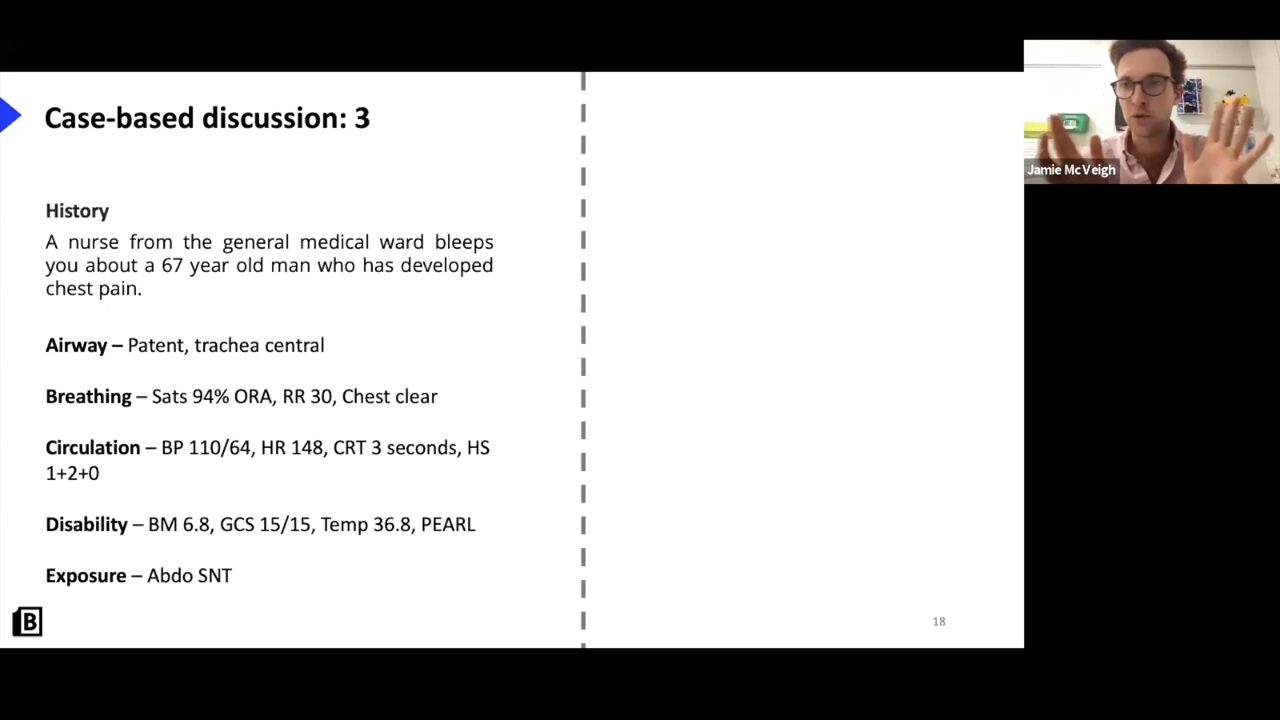 Case-based discussion: 3
History
A nurse from the general medical ward bleeps
you about a 67 year old man who has developed
chest pain.
Airway – Patent, trachea central
Breathing – Sats 94% ORA, RR 30, Chest clear
Circulation – BP 110/64, HR 148, CRT 3 seconds, HS
1+2+0
Disability – BM 6.8, GCS 15/15, Temp 36.8, PEARL
Exposure – Abdo SNT
B
18
Jamie McVeigh